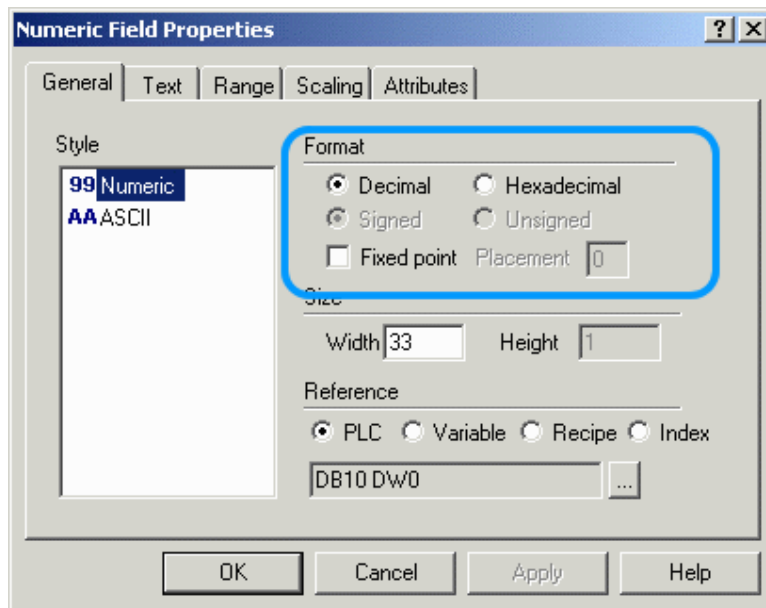 Numeric Field Properties
General Text Range Scaling Attributes
Style
99 Numeric
AA ASCII
Format
Decimal Hexadecimal
Signed Unsigned
Fixed point Placement 0
Size
Width 33 Height 1
Reference
PLC Variable Recipe Index
DB10 DW0 ...
OK Cancel Apply Help